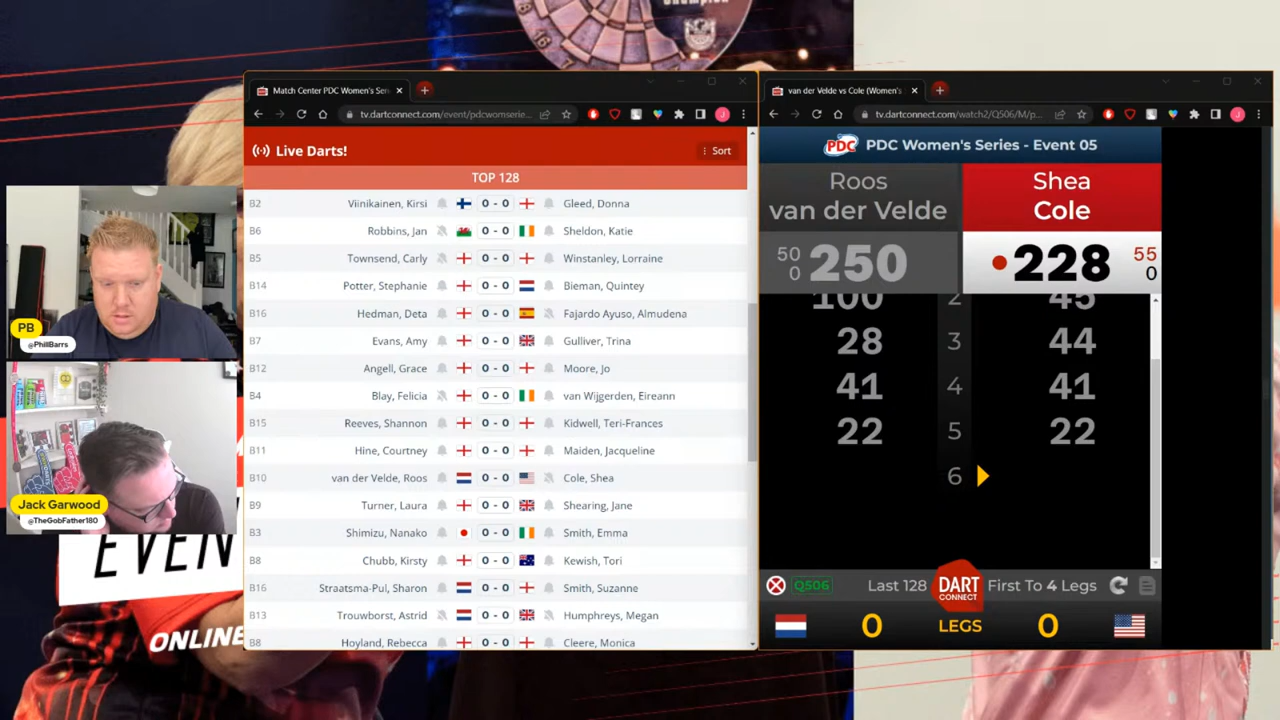 Champion
16
Match Center PDC Women's Seri
tv.dartconnect.com/event/pdcwomserie...
Live Darts!
Sort
TOP 128
B2 Viinikainen, Kirsi 0 - 0 Gleed, Donna
B6 Robbins, Jan 0 - 0 Sheldon, Katie
B5 Townsend, Carly 0 - 0 Winstanley, Lorraine
B14 Potter, Stephanie 0 - 0 Bieman, Quintey
B16 Hedman, Deta 0 - 0 Fajardo Ayuso, Almudena
B7 Evans, Amy 0 - 0 Gulliver, Trina
B12 Angell, Grace 0 - 0 Moore, Jo
B4 Blay, Felicia 0 - 0 van Wijgerden, Eireann
B15 Reeves, Shannon 0 - 0 Kidwell, Teri-Frances
B11 Hine, Courtney 0 - 0 Maiden, Jacqueline
B10 van der Velde, Roos 0 - 0 Cole, Shea
B9 Turner, Laura 0 - 0 Shearing, Jane
B3 Shimizu, Nanako 0 - 0 Smith, Emma
B8 Chubb, Kirsty 0 - 0 Kewish, Tori
B16 Straatsma-Pul, Sharon 0 - 0 Smith, Suzanne
B13 Trouwborst, Astrid 0 - 0 Humphreys, Megan
B8 Hoyland, Rebecca 0 - 0 Cleere, Monica
van der Velde vs Cole (Women's
tv.dartconnect.com/watch2/Q506/M/p...
PDC PDC Women's Series - Event 05
Roos
van der Velde
Shea
Cole
50
0
250
228
55
0
100 2 45
28 3 44
41 4 41
22 5 22
6
Q506 Last 128 DART CONNECT First To 4 Legs
0 LEGS 0
PB
@PhillBarrs
Jack Garwood
@TheGobFather180
EVEN
ONLINE